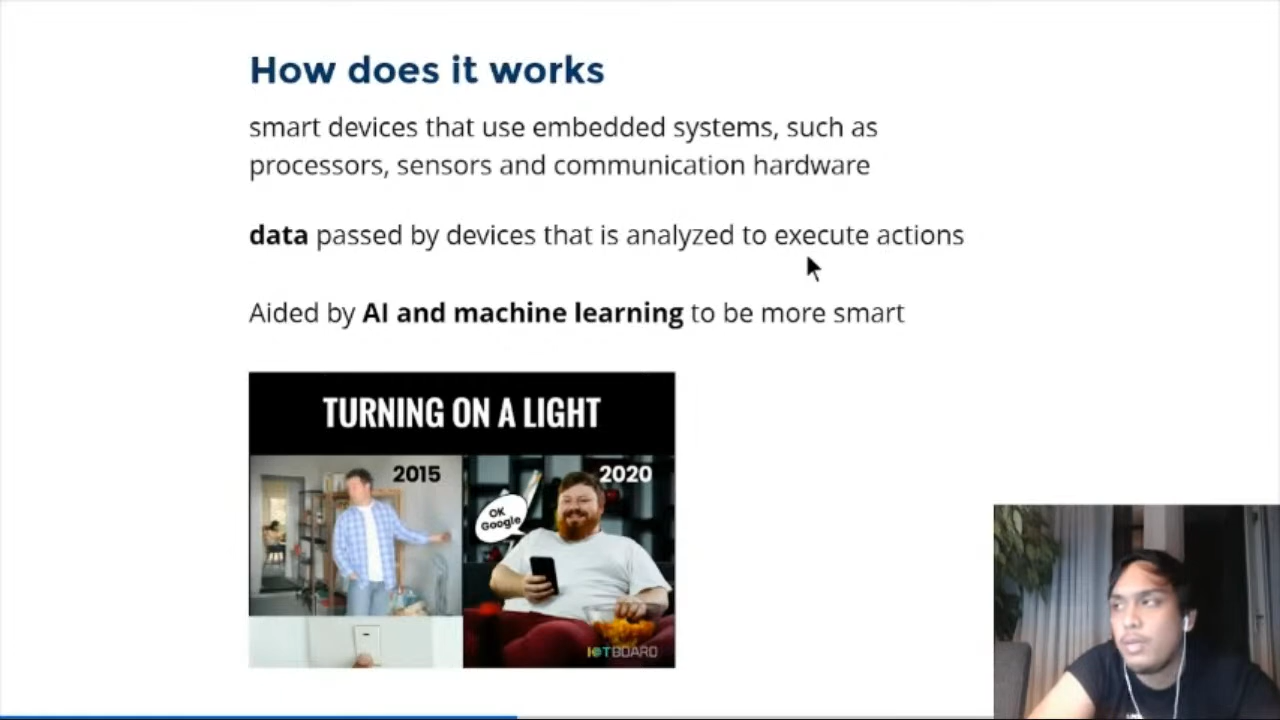 How does it works
smart devices that use embedded systems, such as
processors, sensors and communication hardware
data passed by devices that is analyzed to execute actions
Aided by AI and machine learning to be more smart
TURNING ON A LIGHT
2015
2020
OK
Google
IOTBOARD